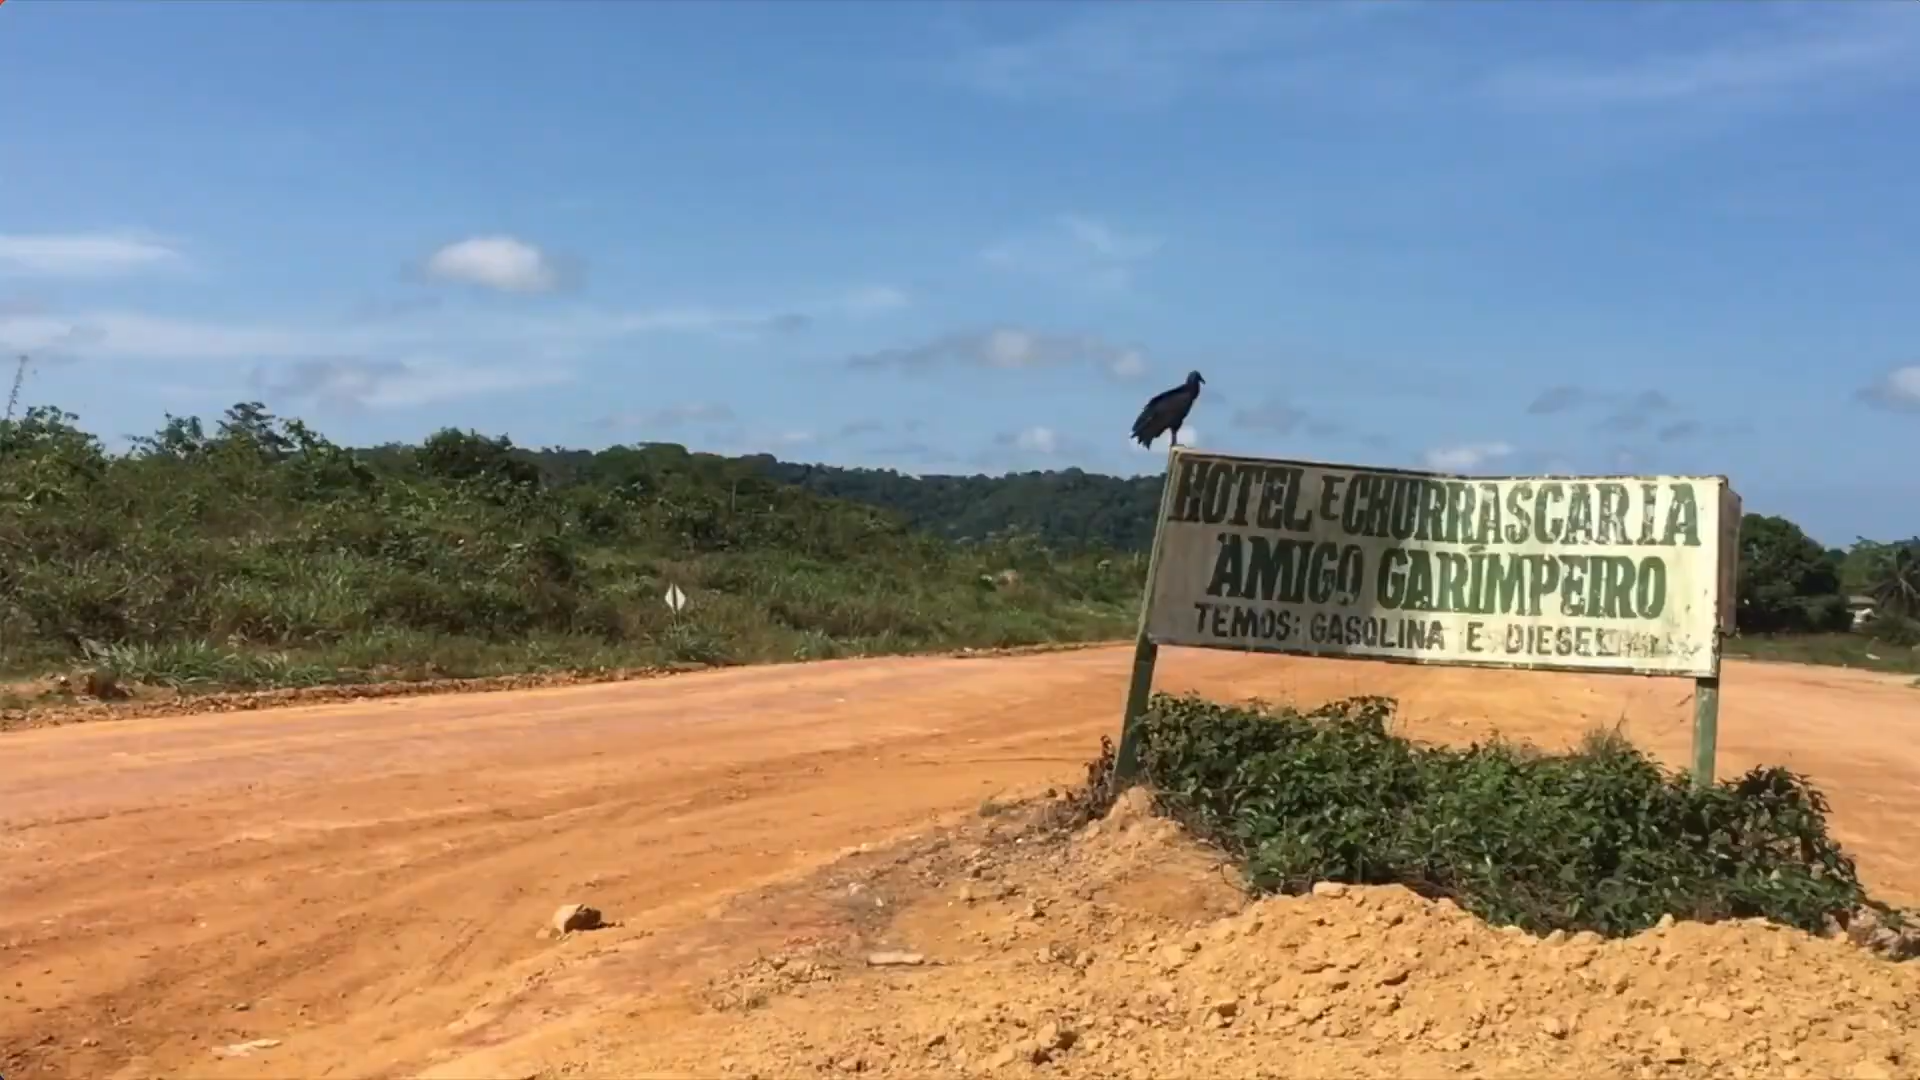 HOTEL E CHURRASCARIA
AMIGO GARIMPEIRO
TEMOS: GASOLINA E DIESEL